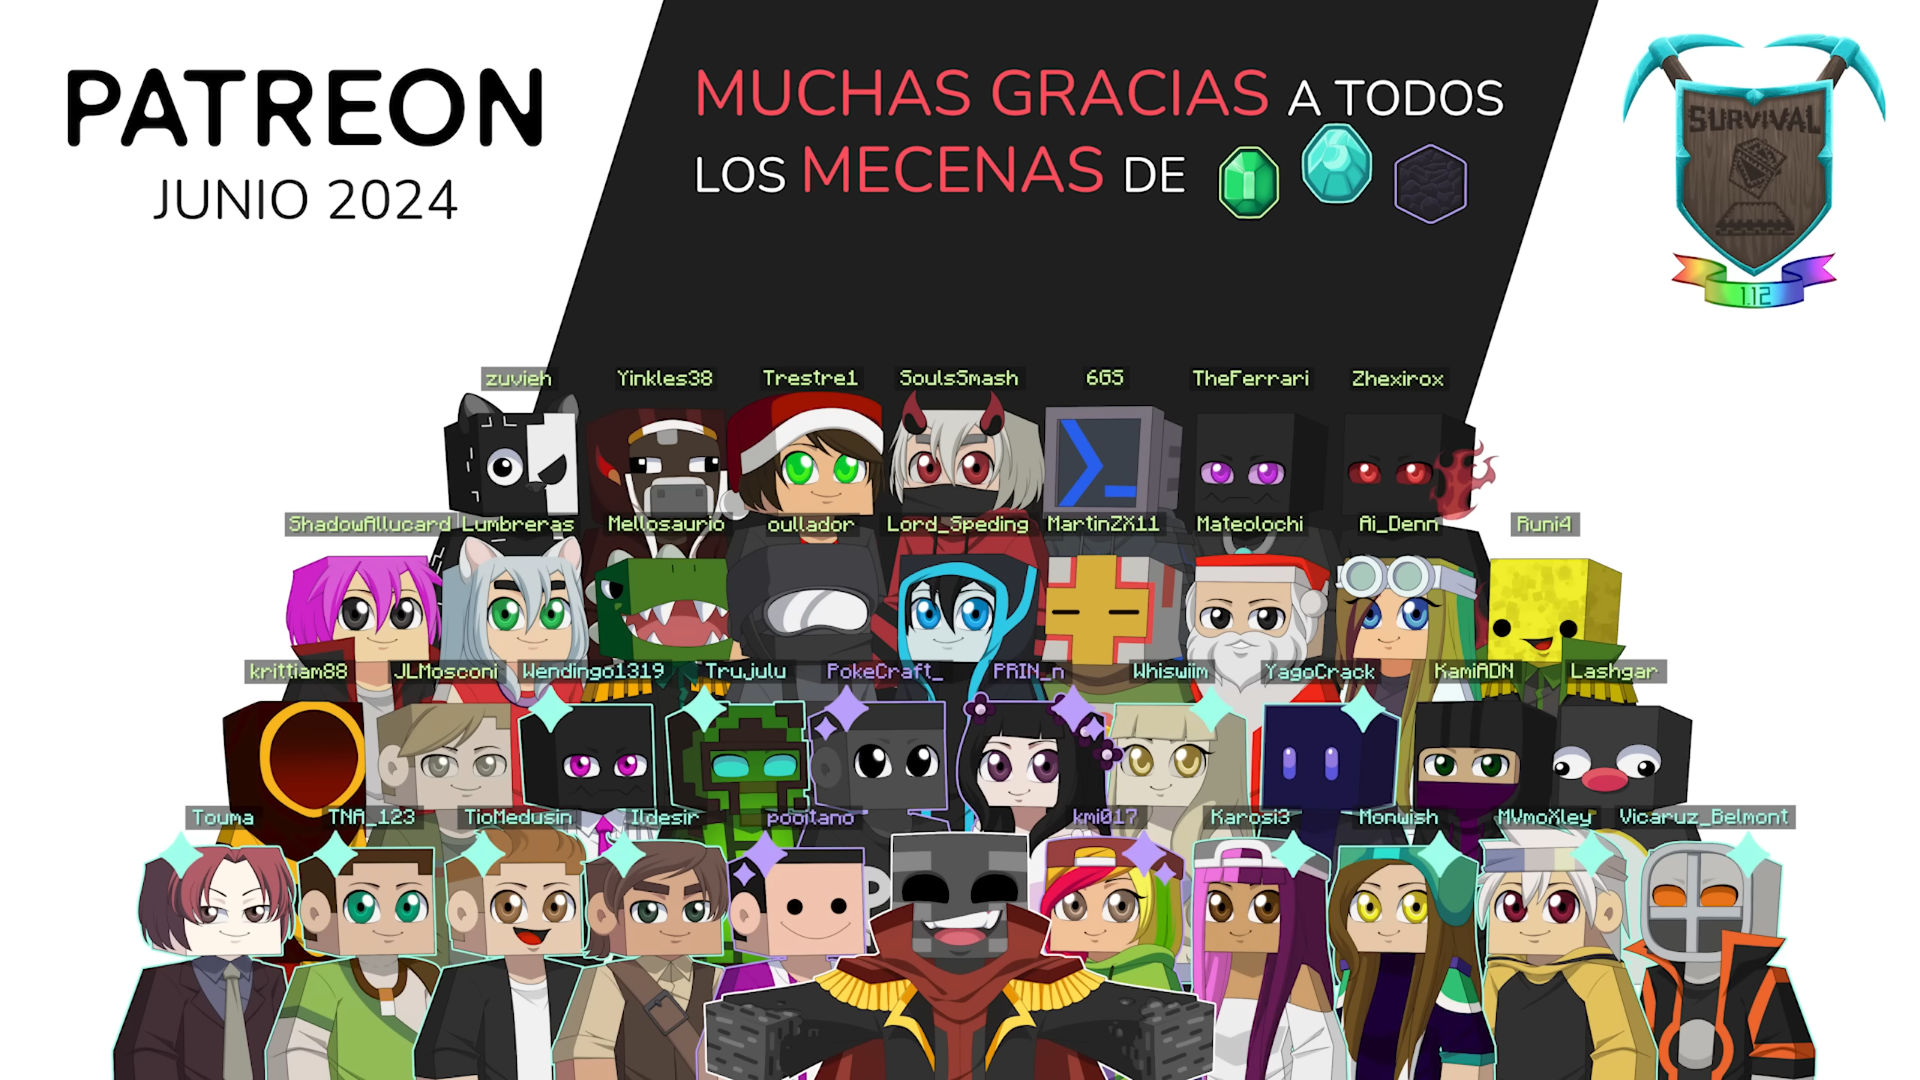 PATREON
JUNIO 2024
MUCHAS GRACIAS A TODOS
LOS MECENAS DE
SURVIVAL
1.12
zuvieh Yinkles38 Trestre1 SoulsSmash 6GS TheFerrari Zhexirox
ShadowAllucard Lumbreras Mellosaurio oullador Lord_Speding MartinZX11 Mateolochi Ai_Denn Runi4
krittiam88 JLMosconi Wendingo1319 Trujulu PokeCraft_ PRIN_n Whiswiim YagoCrack KamiADN Lashgar
Touma TNA_123 TioMedusin Ildesir pooitano kmi017 Karosi3 Monwish MVmoXley Vicaruz_Belmont